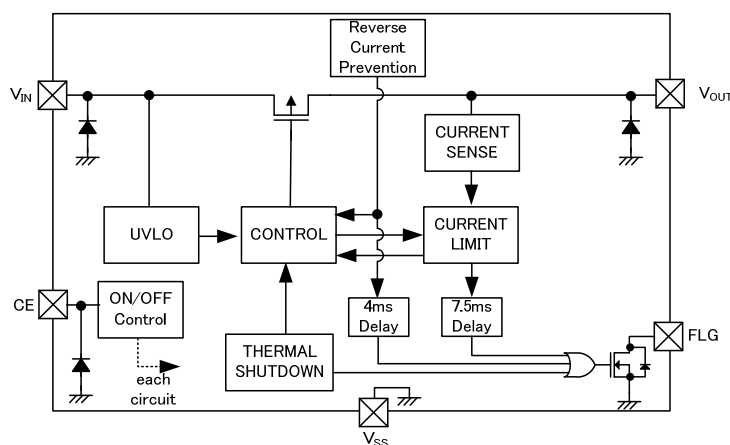 Reverse
Current
Prevention
VIN
VOUT
CURRENT
SENSE
UVLO
CONTROL
CURRENT
LIMIT
CE
ON/OFF
Control
4ms
Delay
7.5ms
Delay
FLG
THERMAL
SHUTDOWN
each
circuit
VSS